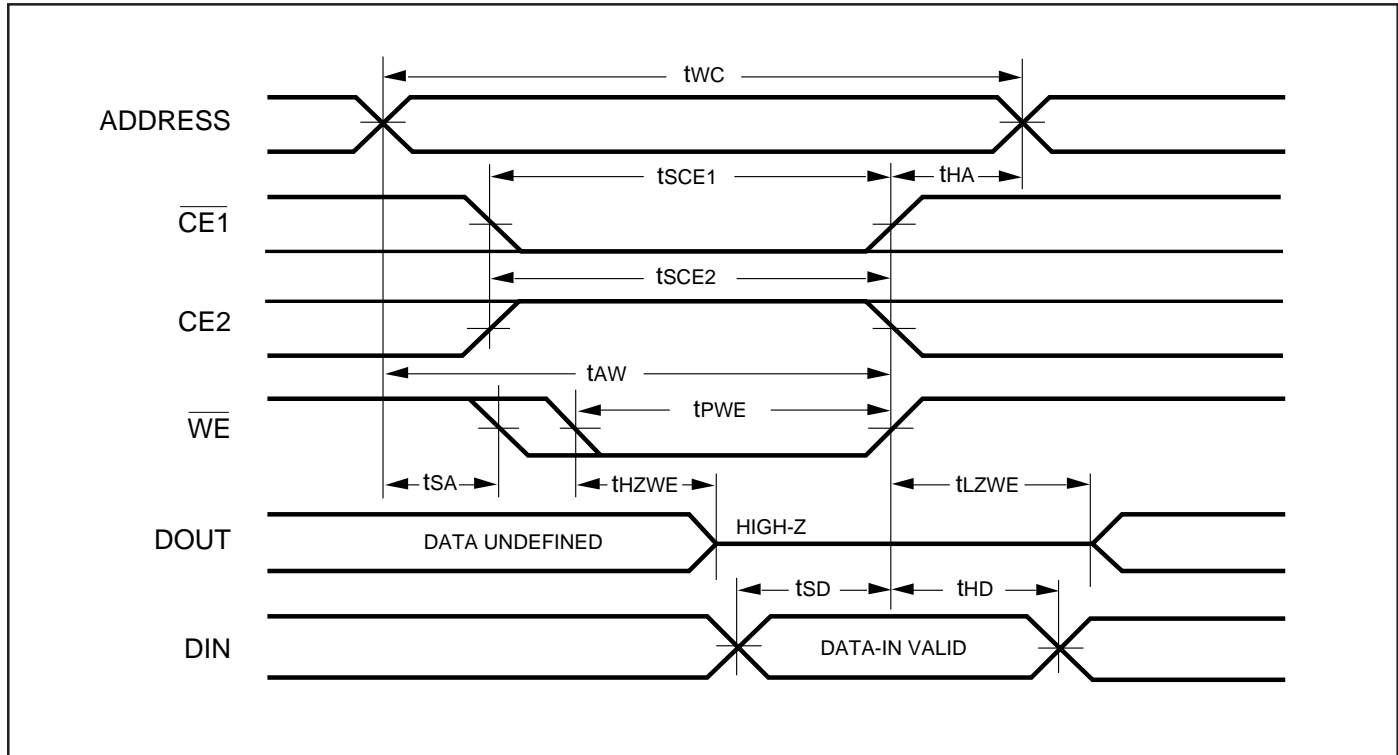 tWC
ADDRESS
tSCE1
tHA
CE1
tSCE2
CE2
tAW
tPWE
WE
tSA
tHZWE
tLZWE
HIGH-Z
DOUT
DATA UNDEFINED
tSD
tHD
DIN
DATA-IN VALID